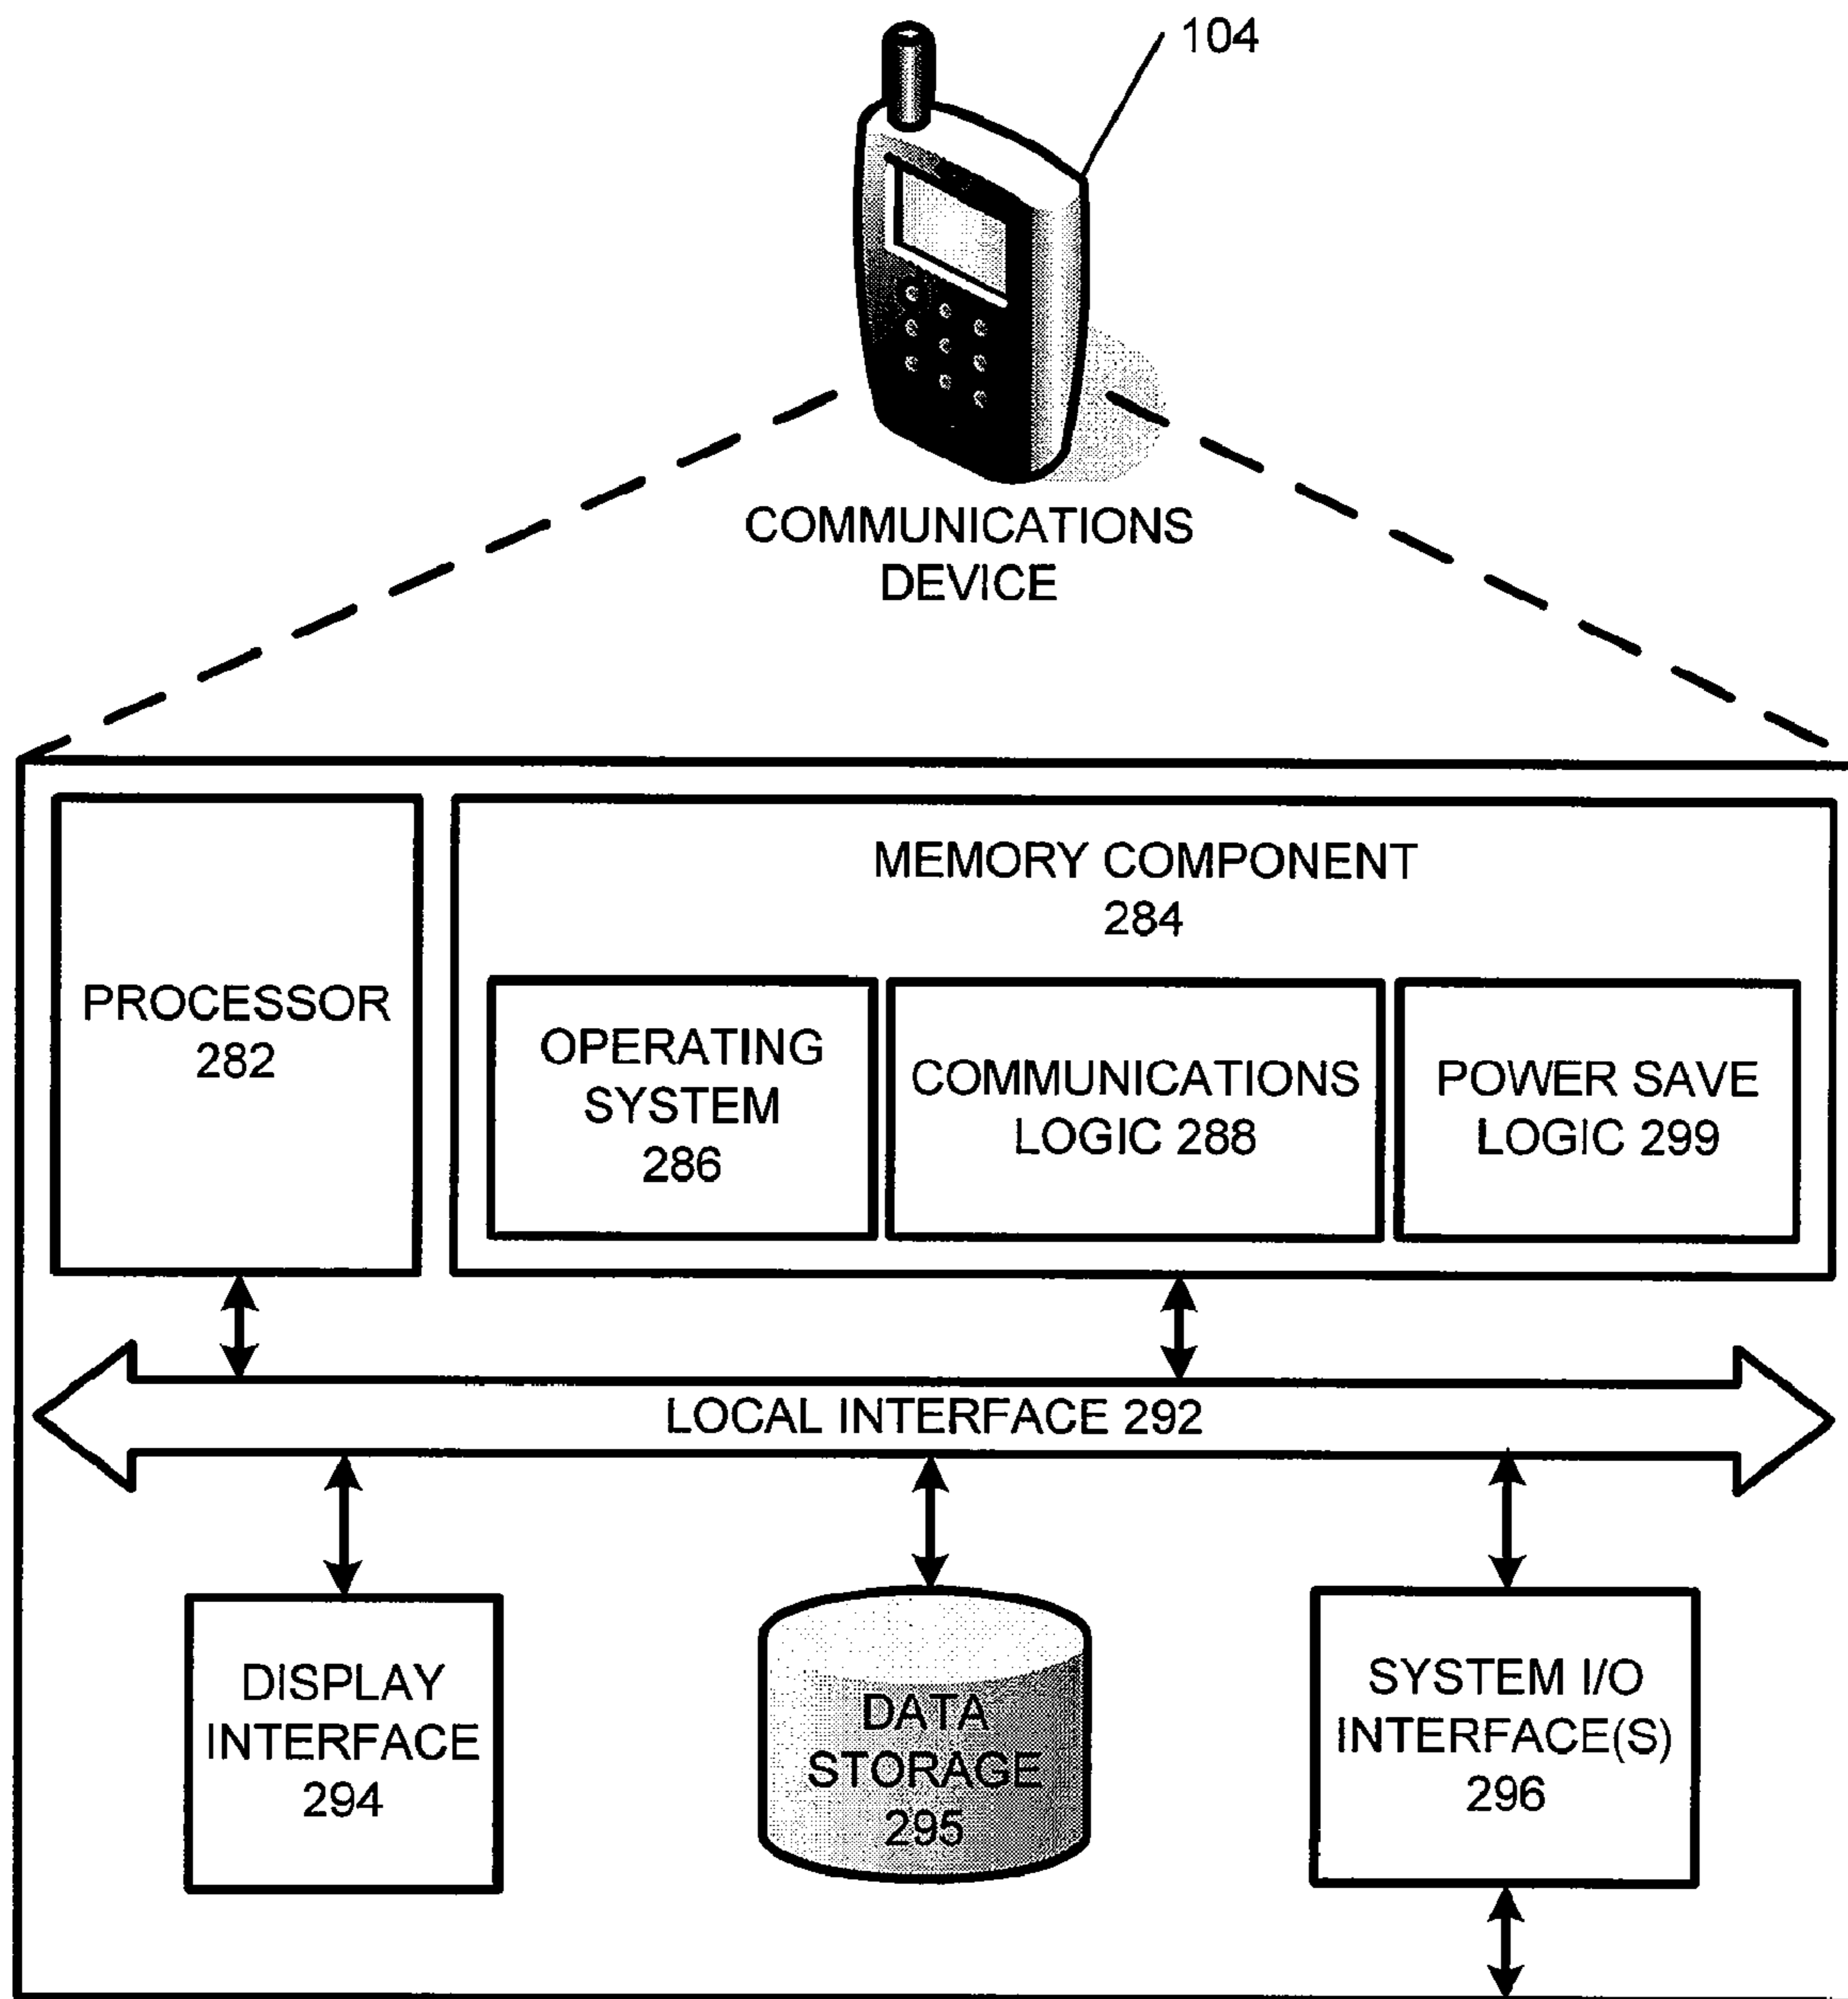 104
COMMUNICATIONS
DEVICE
PROCESSOR
282
MEMORY COMPONENT
284
OPERATING
SYSTEM
286
COMMUNICATIONS
LOGIC 288
POWER SAVE
LOGIC 299
LOCAL INTERFACE 292
DISPLAY
INTERFACE
294
DATA
STORAGE
295
SYSTEM I/O
INTERFACE(S)
296